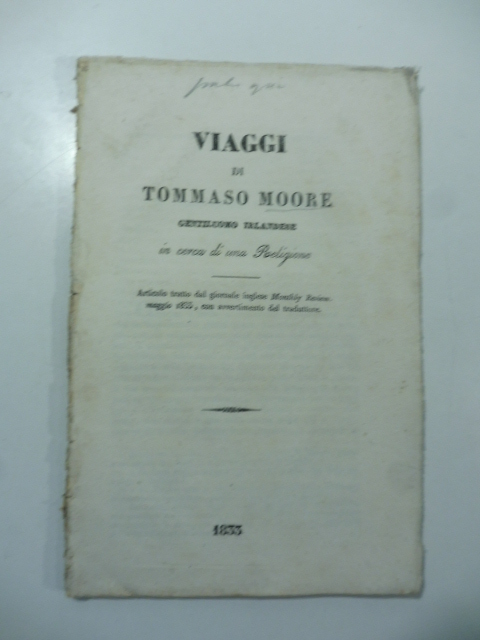 VIAGGI
DI
TOMMASO MOORE
GENTILUOMO IRLANDESE
in cerca di una Religione
Articolo tratto dal giornale inglese Monthly Review
maggio 1833, con avvertimento del traduttore.
1833